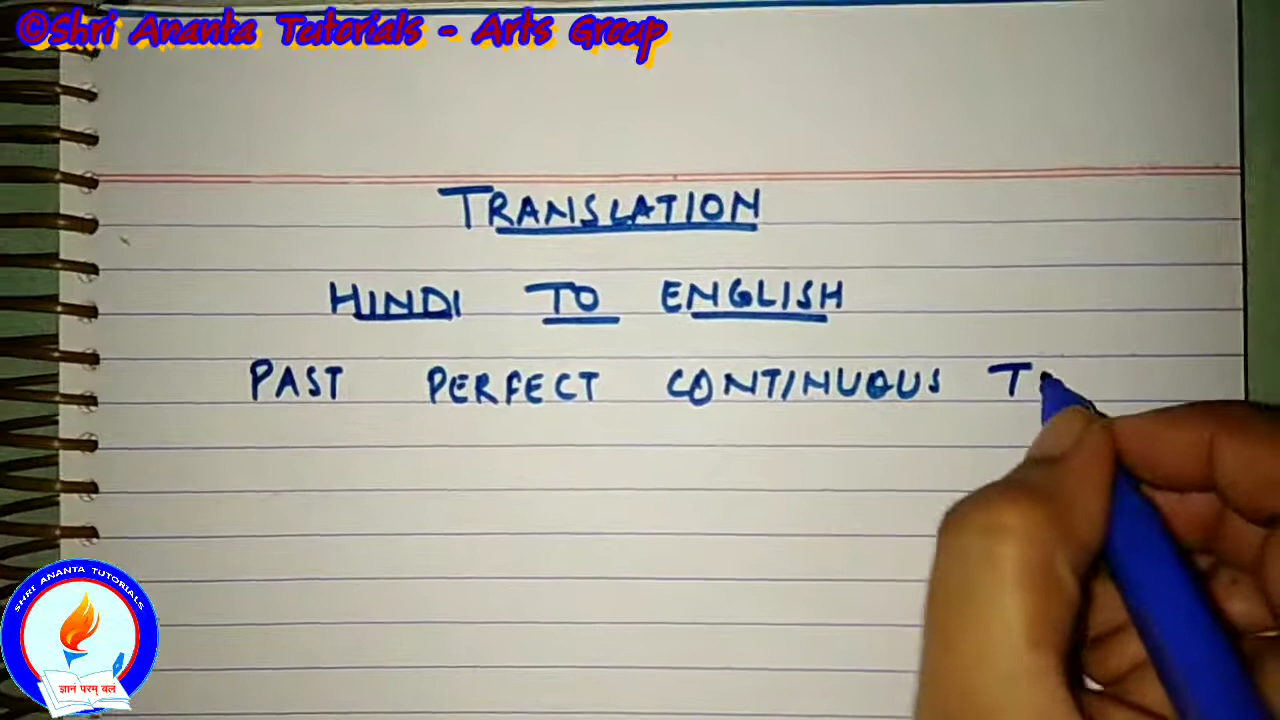 ©Shri Ananta Tutorials - Arts Group
TRANSLATION
HINDI TO ENGLISH
PAST PERFECT CONTINUOUS T
SHRI ANANTA TUTORIALS
ज्ञान परम् बलं